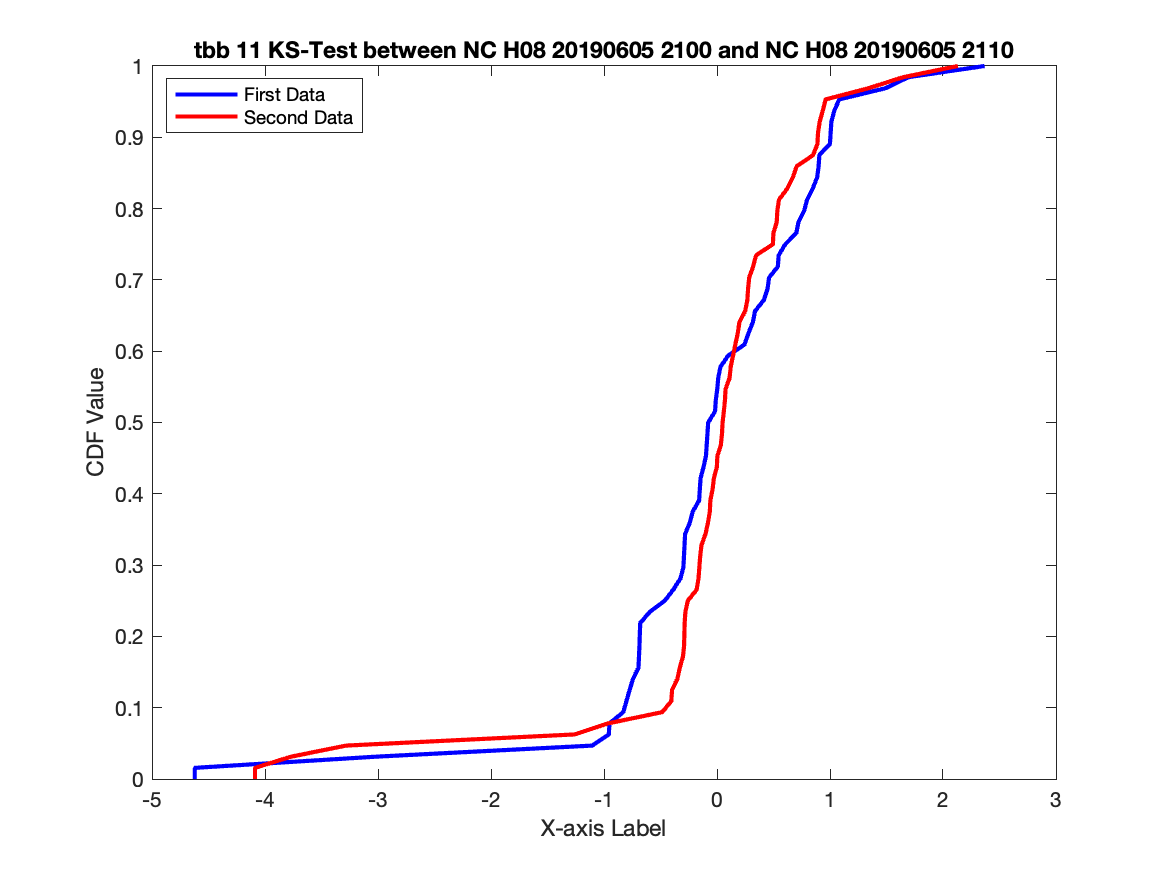 tbb 11 KS-Test between NC H08 20190605 2100 and NC H08 20190605 2110
First Data
Second Data
1
0.9
0.8
0.7
0.6
0.5
0.4
0.3
0.2
0.1
0
CDF Value
-5 -4 -3 -2 -1 0 1 2 3
X-axis Label